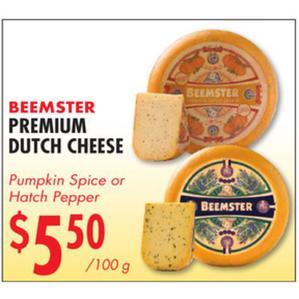 BEEMSTER
PREMIUM
DUTCH CHEESE
Pumpkin Spice or
Hatch Pepper
$5.50
/100 g
BEEMSTER
BEEMSTER